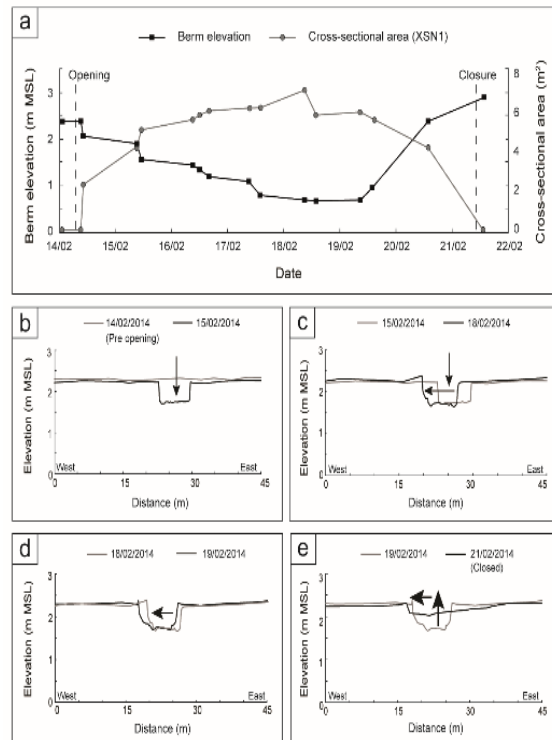 a
Berm elevation
Cross-sectional area (XSN1)
Opening
Closure
Berm elevation (m MSL)
3
2
1
0
Cross-sectional area (m²)
8
6
4
2
0
14/02 15/02 16/02 17/02 18/02 19/02 20/02 21/02 22/02
Date
b
14/02/2014 15/02/2014
(Pre opening)
Elevation (m MSL)
3
2
1
0
West East
0 15 30 45
Distance (m)
c
15/02/2014 18/02/2014
Elevation (m MSL)
3
2
1
0
West East
0 15 30 45
Distance (m)
d
18/02/2014 19/02/2014
Elevation (m MSL)
3
2
1
0
West East
0 15 30 45
Distance (m)
e
19/02/2014 21/02/2014
(Closed)
Elevation (m MSL)
3
2
1
0
West East
0 15 30 45
Distance (m)